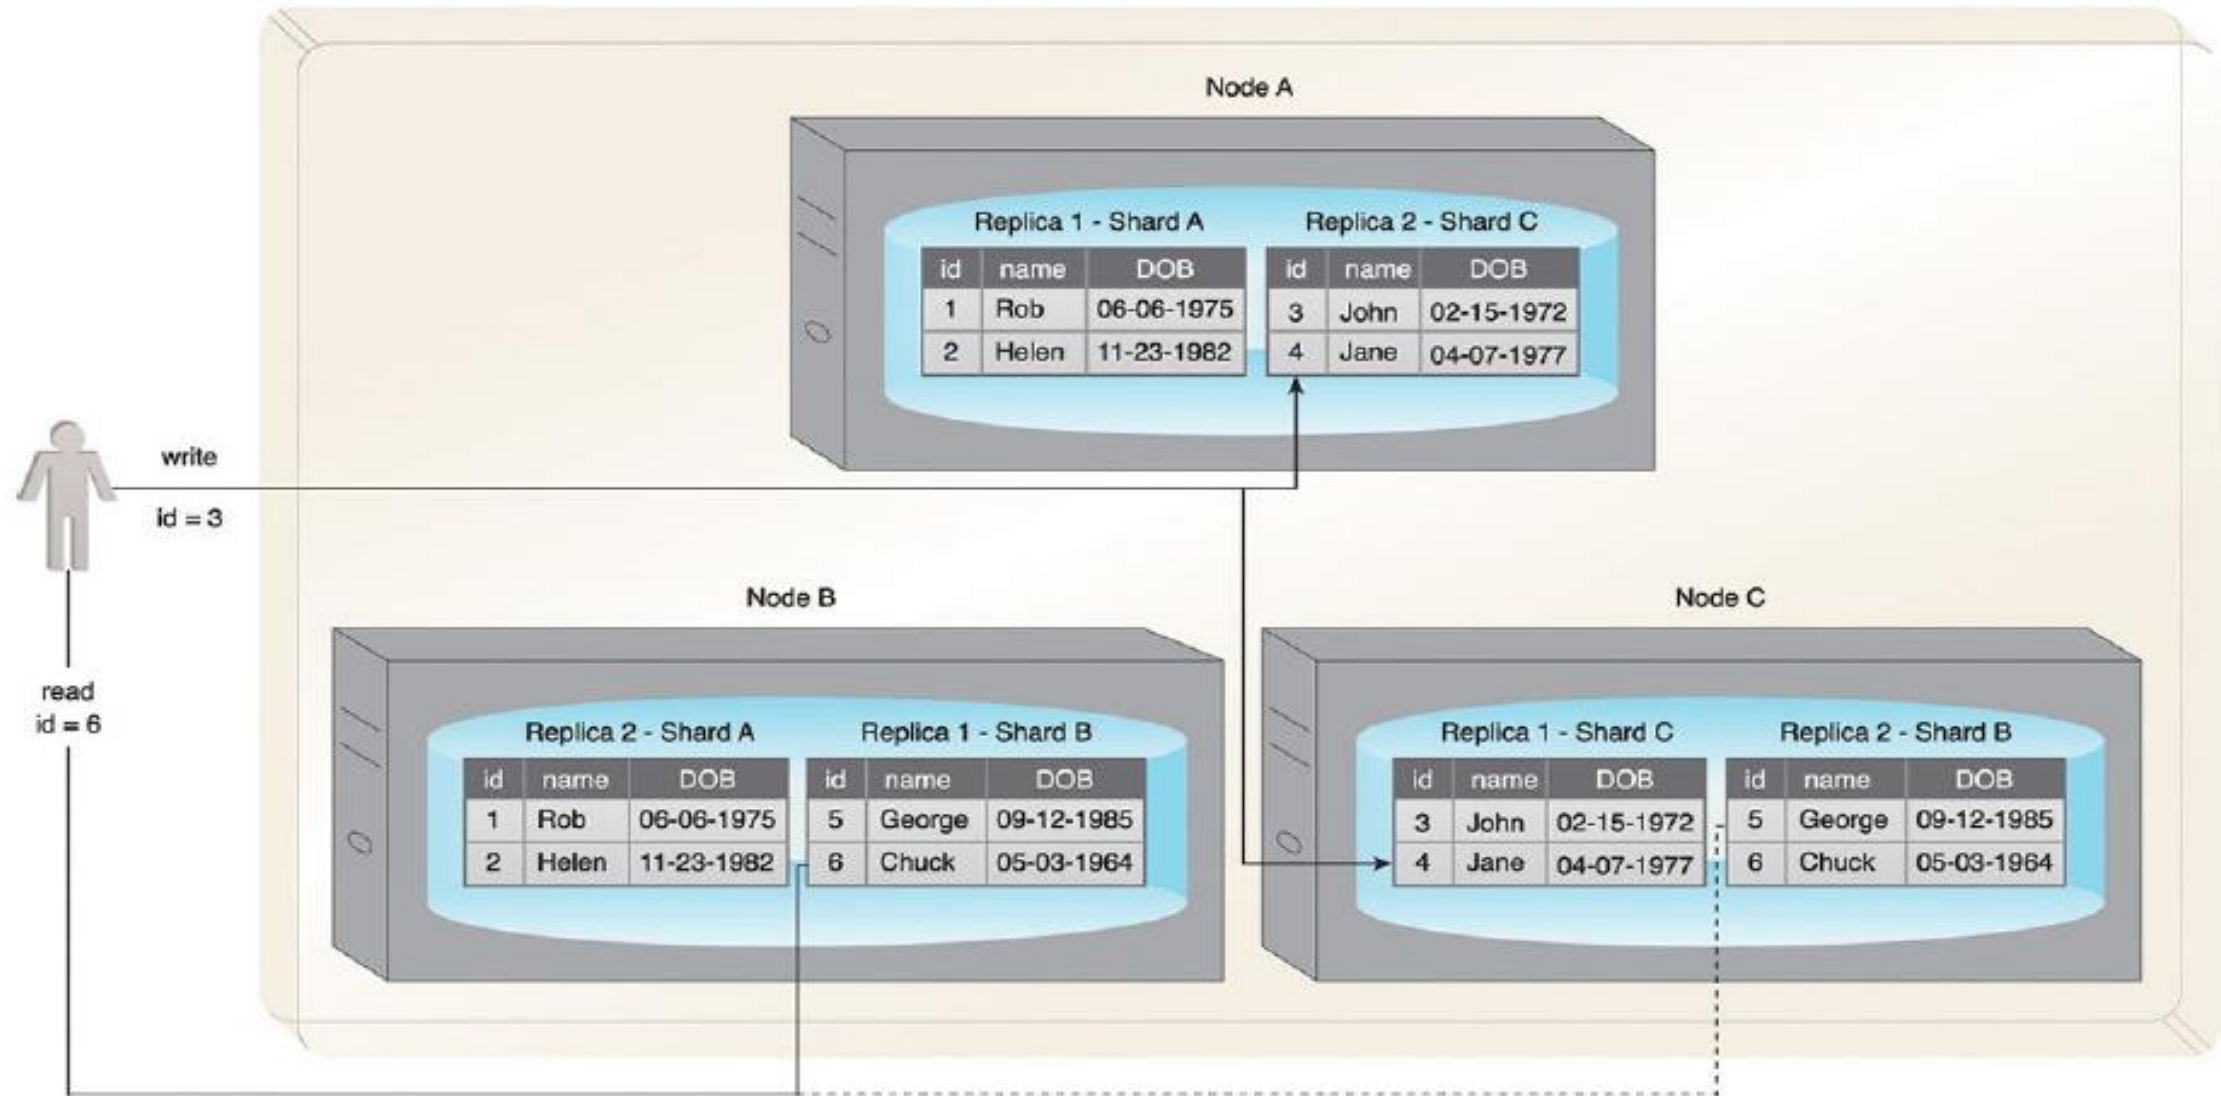 Node A
Replica 1 - Shard A
id name DOB
1 Rob 06-06-1975
2 Helen 11-23-1982
Replica 2 - Shard C
id name DOB
3 John 02-15-1972
4 Jane 04-07-1977
write
id = 3
read
id = 6
Node B
Replica 2 - Shard A
id name DOB
1 Rob 06-06-1975
2 Helen 11-23-1982
Replica 1 - Shard B
id name DOB
5 George 09-12-1985
6 Chuck 05-03-1964
Node C
Replica 1 - Shard C
id name DOB
3 John 02-15-1972
4 Jane 04-07-1977
Replica 2 - Shard B
id name DOB
5 George 09-12-1985
6 Chuck 05-03-1964